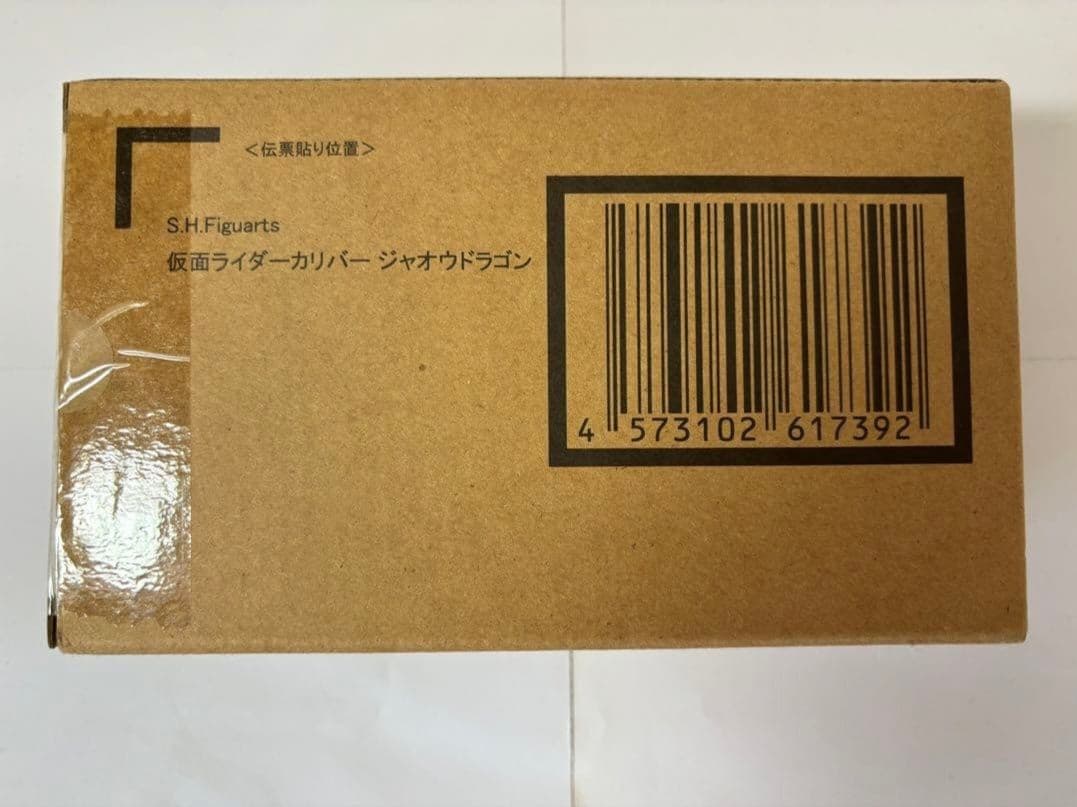 <伝票貼り位置>
S.H.Figuarts
仮面ライダーカリバー ジャオウドラゴン
4 573102 617392